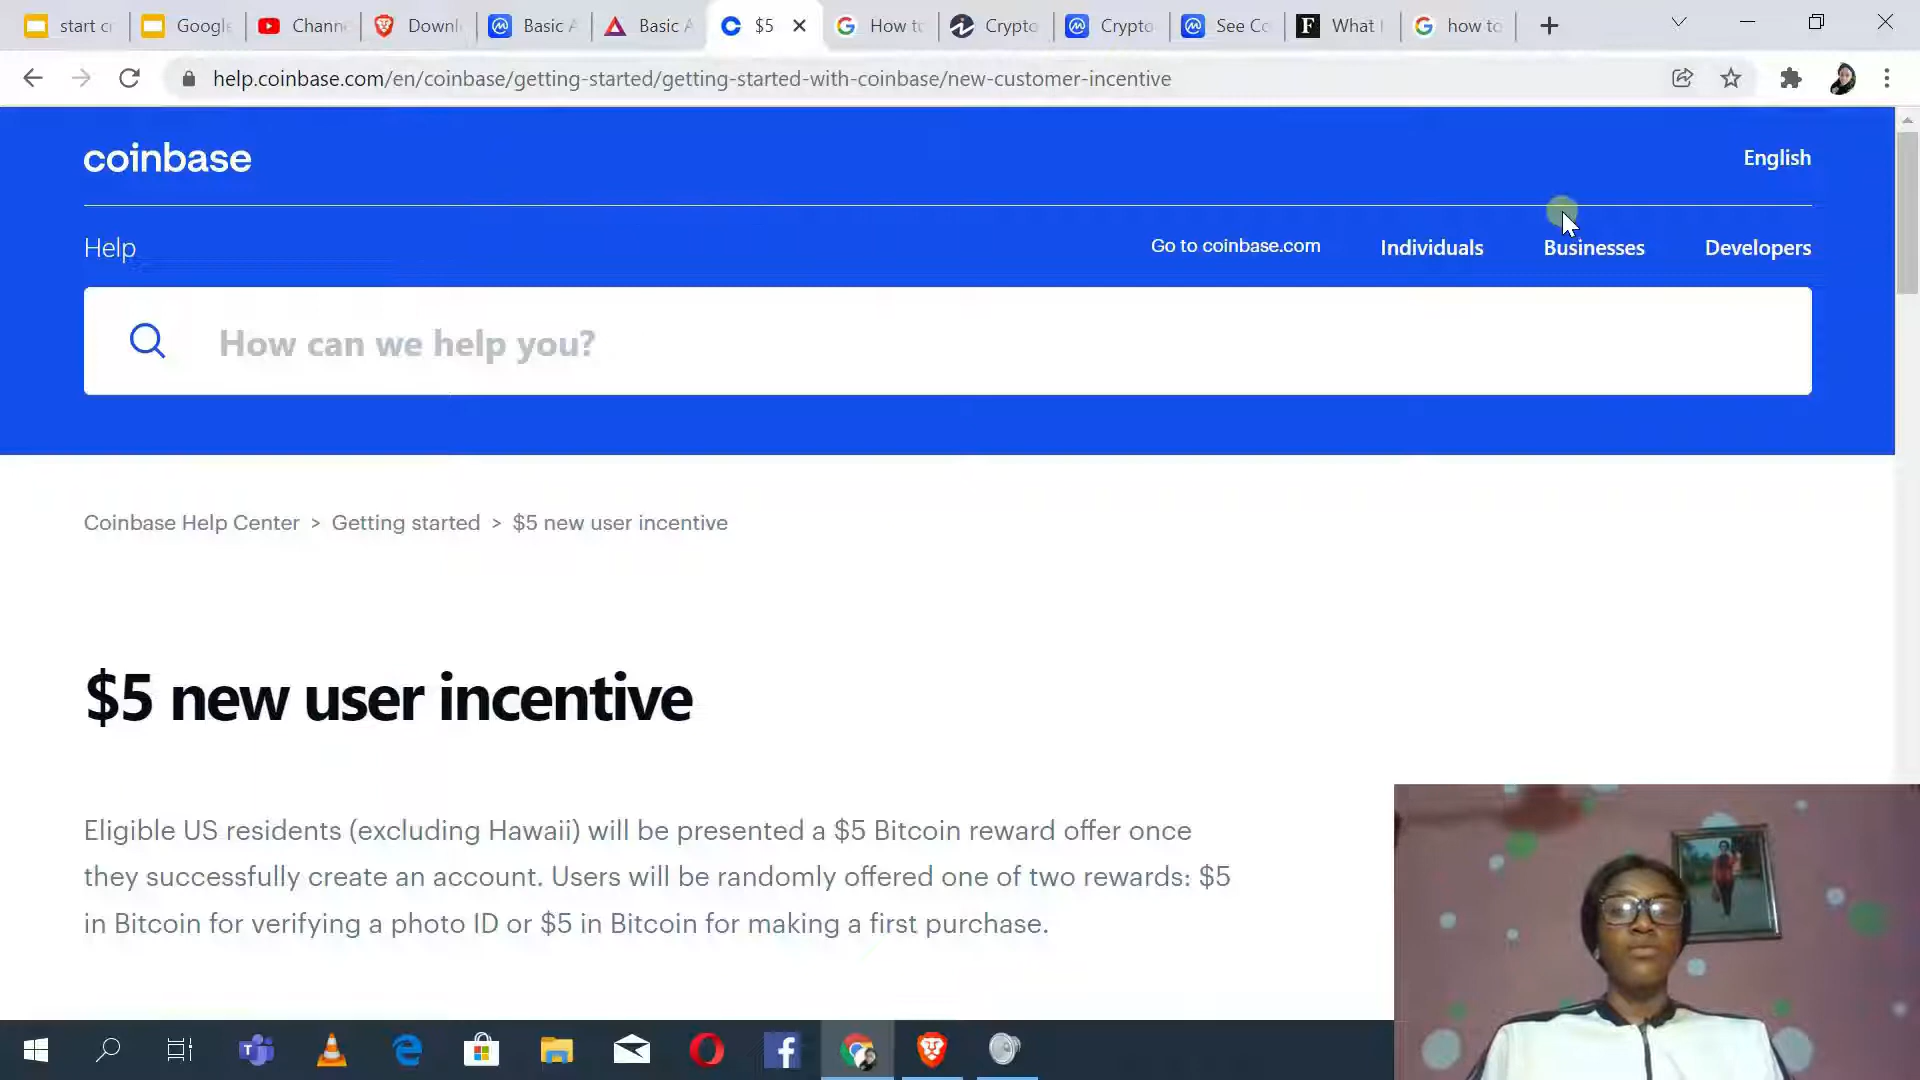 start c
Google
Chann
Downl
Basic A
Basic A
$5
How to
Crypto
Crypto
See Co
What I
how to
help.coinbase.com/en/coinbase/getting-started/getting-started-with-coinbase/new-customer-incentive
coinbase
English
Help
Go to coinbase.com
Individuals
Businesses
Developers
How can we help you?
Coinbase Help Center > Getting started > $5 new user incentive
$5 new user incentive
Eligible US residents (excluding Hawaii) will be presented a $5 Bitcoin reward offer once
they successfully create an account. Users will be randomly offered one of two rewards: $5
in Bitcoin for verifying a photo ID or $5 in Bitcoin for making a first purchase.